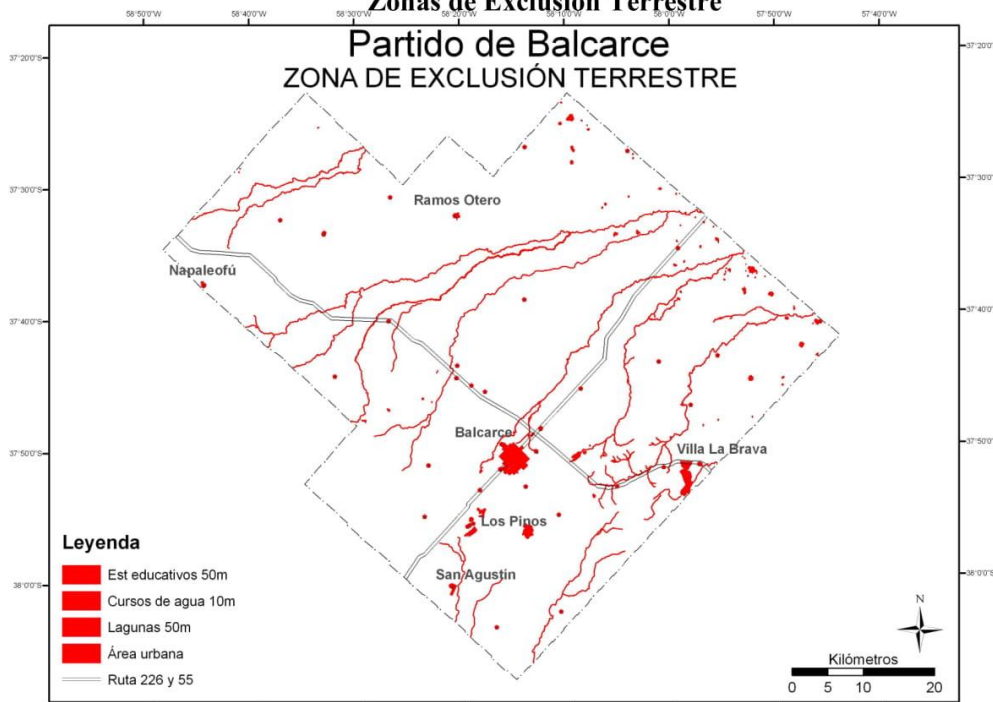 Zonas de Exclusión Terrestre
58°50'0"W 58°40'0"W 58°30'0"W 58°20'0"W 58°10'0"W 58°0'0"W 57°50'0"W 57°40'0"W
Partido de Balcarce
ZONA DE EXCLUSIÓN TERRESTRE
37°20'0"S 37°20'0"S
37°30'0"S 37°30'0"S
Ramos Otero
Napaleofú
37°40'0"S 37°40'0"S
Balcarce
37°50'0"S 37°50'0"S
Villa La Brava
Los Pinos
San Agustín
38°0'0"S 38°0'0"S
Leyenda
Est educativos 50m
Cursos de agua 10m
Lagunas 50m
Área urbana
Ruta 226 y 55
N
Kilómetros
0 5 10 20